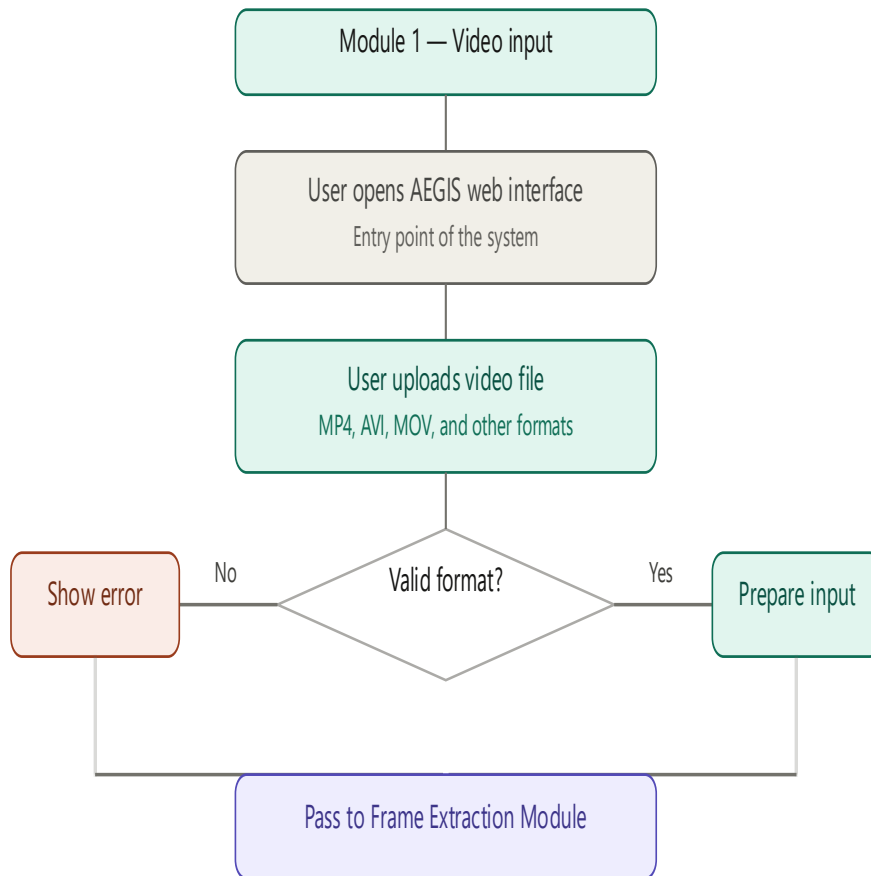 Module 1 — Video input
User opens AEGIS web interface
Entry point of the system
User uploads video file
MP4, AVI, MOV, and other formats
No
Valid format?
Yes
Show error
Prepare input
Pass to Frame Extraction Module